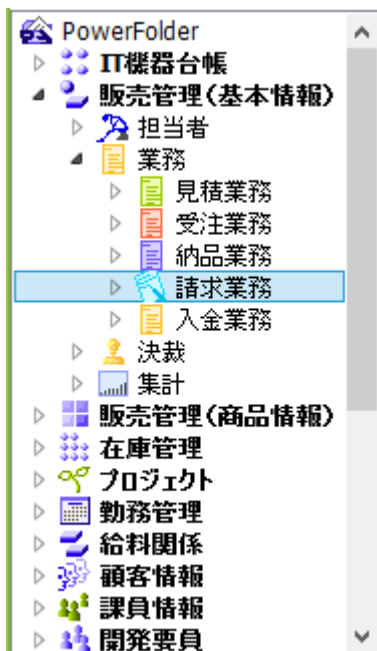 PowerFolder
IT機器台帳
販売管理(基本情報)
担当者
業務
見積業務
受注業務
納品業務
請求業務
入金業務
決裁
集計
販売管理(商品情報)
在庫管理
プロジェクト
勤務管理
給料関係
顧客情報
課員情報
開発要員